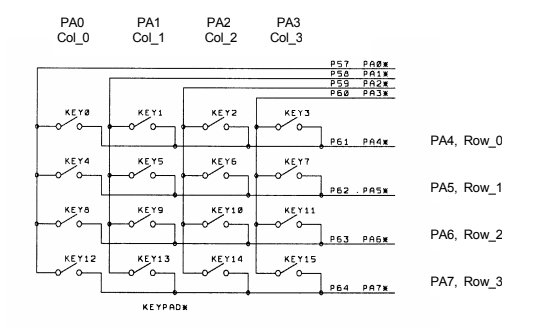 PA0 PA1 PA2 PA3
Col_0 Col_1 Col_2 Col_3
P57 PA0*
P58 PA1*
P59 PA2*
P60 PA3*
KEY0 KEY1 KEY2 KEY3
P61 PA4* PA4, Row_0
KEY4 KEY5 KEY6 KEY7
P62 . PA5* PA5, Row_1
KEY8 KEY9 KEY10 KEY11
P63 PA6* PA6, Row_2
KEY12 KEY13 KEY14 KEY15
P64 PA7* PA7, Row_3
KEYPAD*